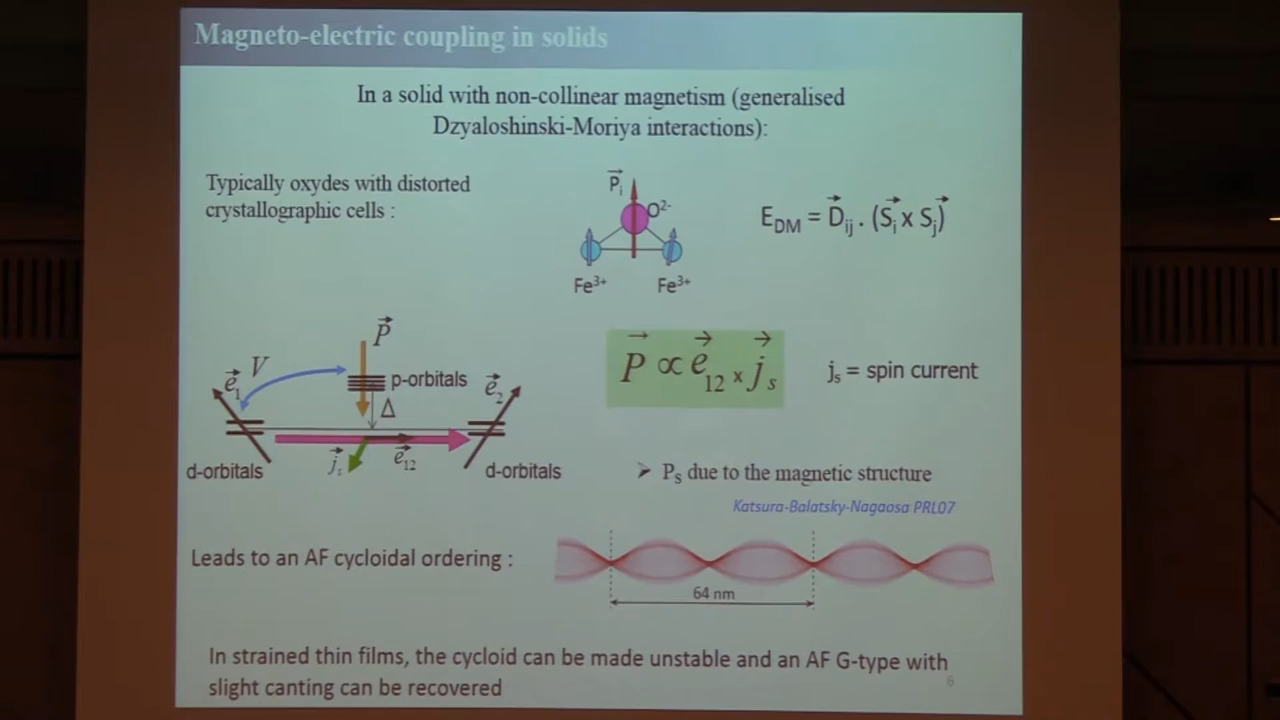 Magneto-electric coupling in solids
In a solid with non-collinear magnetism (generalised
Dzyaloshinski-Moriya interactions):
Typically oxydes with distorted
crystallographic cells :
P⃗i
O²⁻
Fe³⁺ Fe³⁺
E_DM = D⃗ij . (S⃗i x S⃗j)
P⃗
V
e⃗1
p-orbitals
e⃗2
Δ
j⃗s
e⃗12
d-orbitals
d-orbitals
P⃗ ∝ e⃗12 x j⃗s
js = spin current
➢ Ps due to the magnetic structure
Katsura-Balatsky-Nagaosa PRL07
Leads to an AF cycloidal ordering :
64 nm
In strained thin films, the cycloid can be made unstable and an AF G-type with
slight canting can be recovered
6